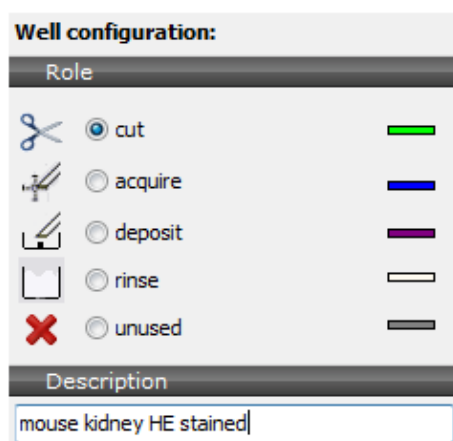 Well configuration:
Role
cut
acquire
deposit
rinse
unused
Description
mouse kidney HE stained